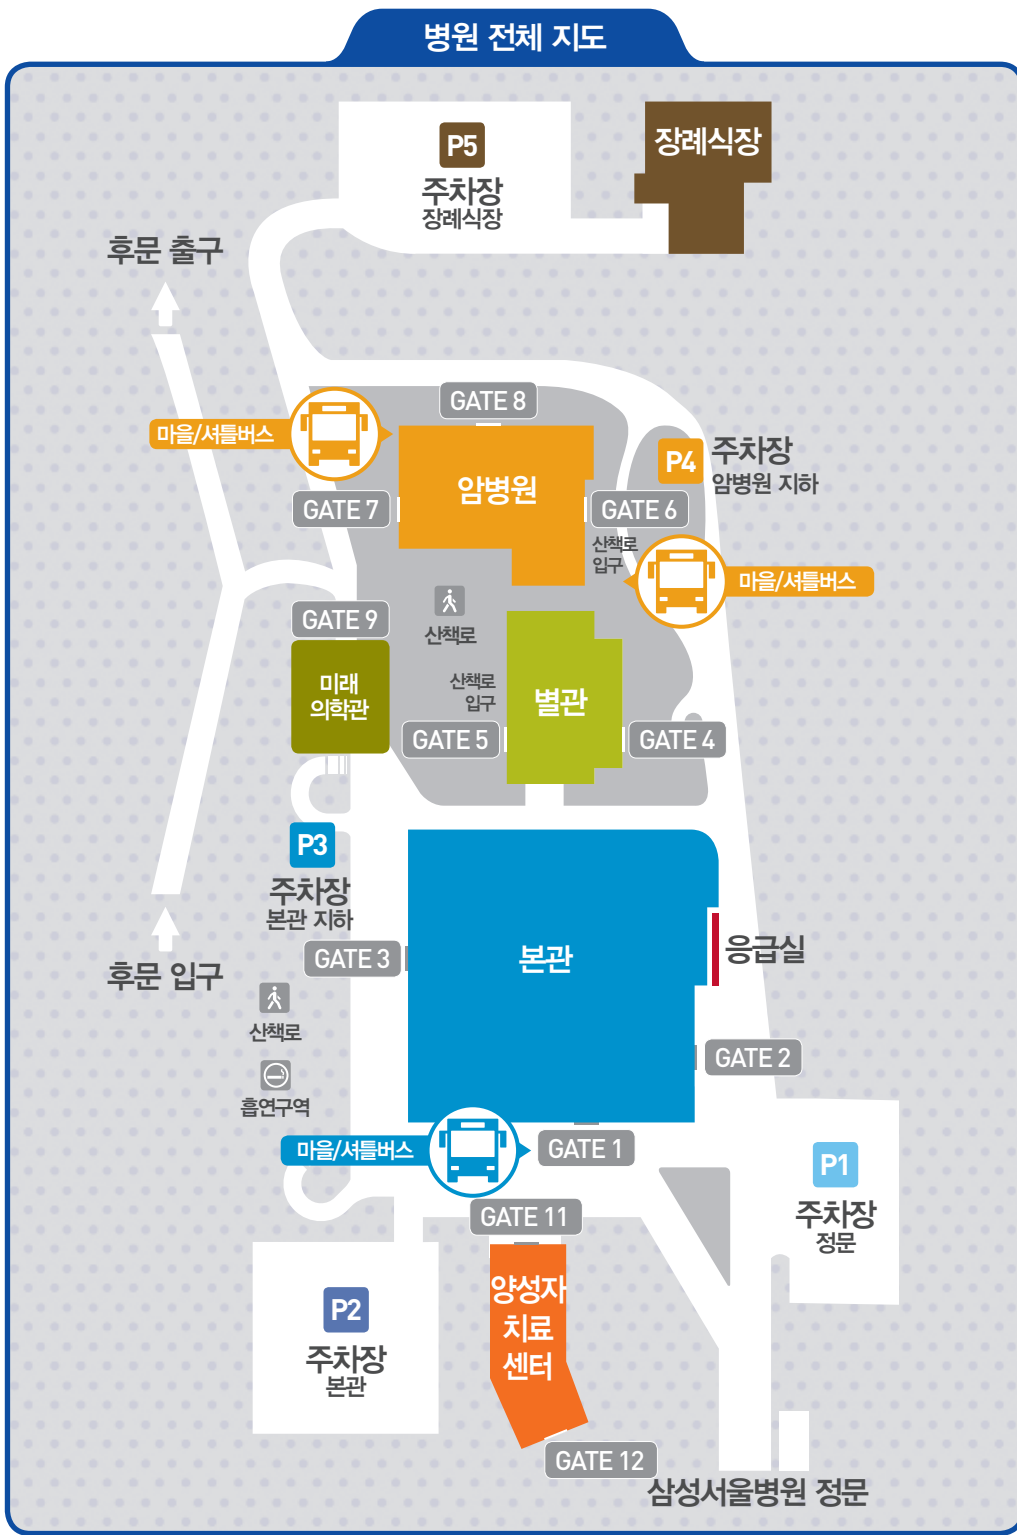 병원 전체 지도
P5
주차장
장례식장
장례식장
후문 출구
GATE 8
마을/셔틀버스
암병원
P4
주차장
암병원 지하
GATE 7
GATE 6
산책로
입구
마을/셔틀버스
산책로
GATE 9
미래
의학관
산책로
입구
별관
GATE 5
GATE 4
P3
주차장
본관 지하
본관
응급실
GATE 3
후문 입구
산책로
GATE 2
흡연구역
마을/셔틀버스
GATE 1
P1
주차장
정문
GATE 11
양성자
치료
센터
P2
주차장
본관
GATE 12
삼성서울병원 정문